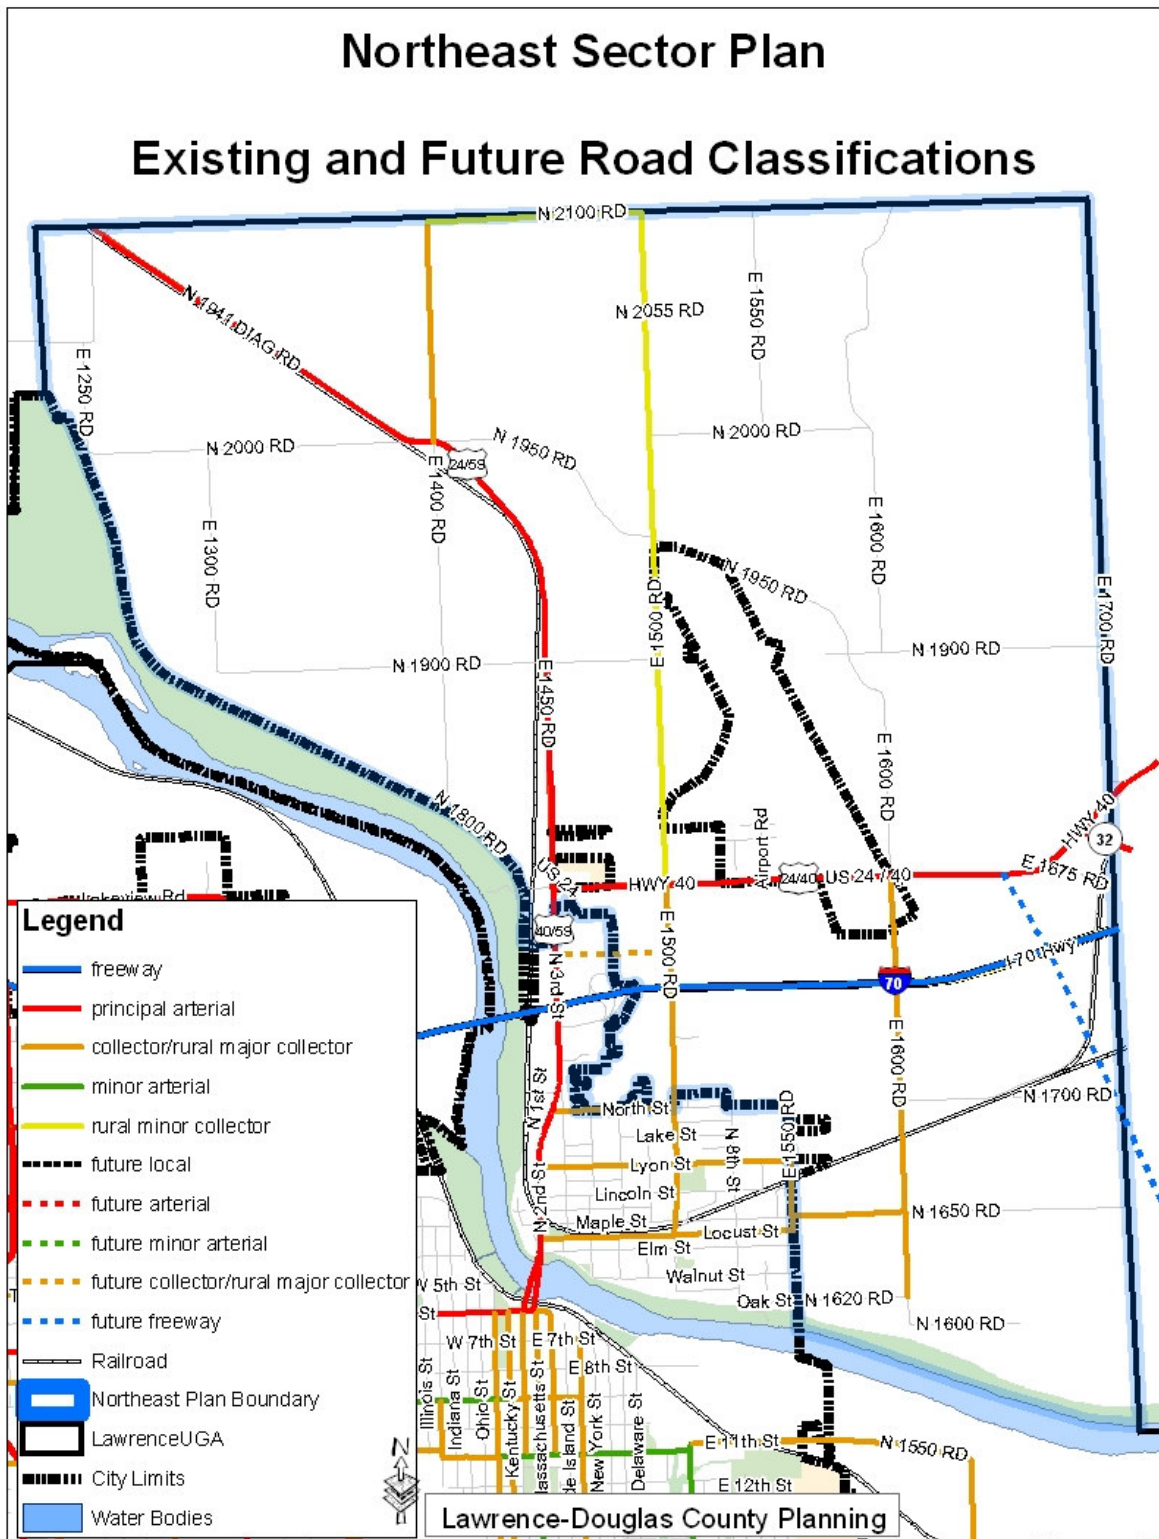 Northeast Sector Plan
Existing and Future Road Classifications
N 2100 RD
N 1941 DIAG RD
N 2055 RD
E 1550 RD
E 1250 RD
N 2000 RD
N 1950 RD
N 2000 RD
24/59
E 1400 RD
E 1300 RD
E 1600 RD
N 1950 RD
E 1500 RD
E 1700 RD
N 1900 RD
N 1900 RD
E 1450 RD
E 1600 RD
N 1800 RD
Airport Rd
HWY 40
32
US 24
HWY 40
24/40
US 24 / 40
E 1675 RD
Lakeview Rd
40/59
N 3rd St
E 1500 RD
I 70 Hwy
70
E 1600 RD
N 1st St
North St
E 1550 RD
N 1700 RD
Lake St
N 8th St
Lyon St
N 2nd St
Lincoln St
Maple St
Locust St
N 1650 RD
Elm St
Walnut St
W 5th St
Oak St
N 1620 RD
St
N 1600 RD
W 7th St
E 7th St
E 8th St
Illinois St
Indiana St
Ohio St
Kentucky St
assachusetts St
de Island St
New York St
Delaware St
E 11th St
N 1550 RD
E 12th St
Legend
freeway
principal arterial
collector/rural major collector
minor arterial
rural minor collector
future local
future arterial
future minor arterial
future collector/rural major collector
future freeway
Railroad
Northeast Plan Boundary
LawrenceUGA
City Limits
Water Bodies
N
Lawrence-Douglas County Planning